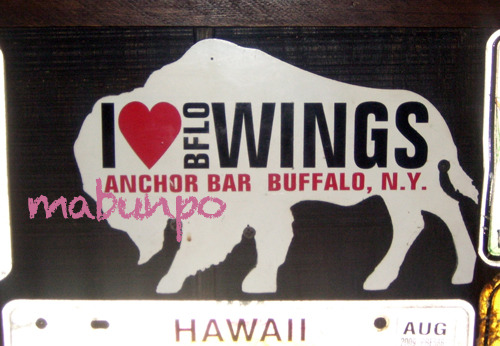 I ♥ BFLO WINGS
ANCHOR BAR BUFFALO, N.Y.
mabunpo
HAWAII
AUG